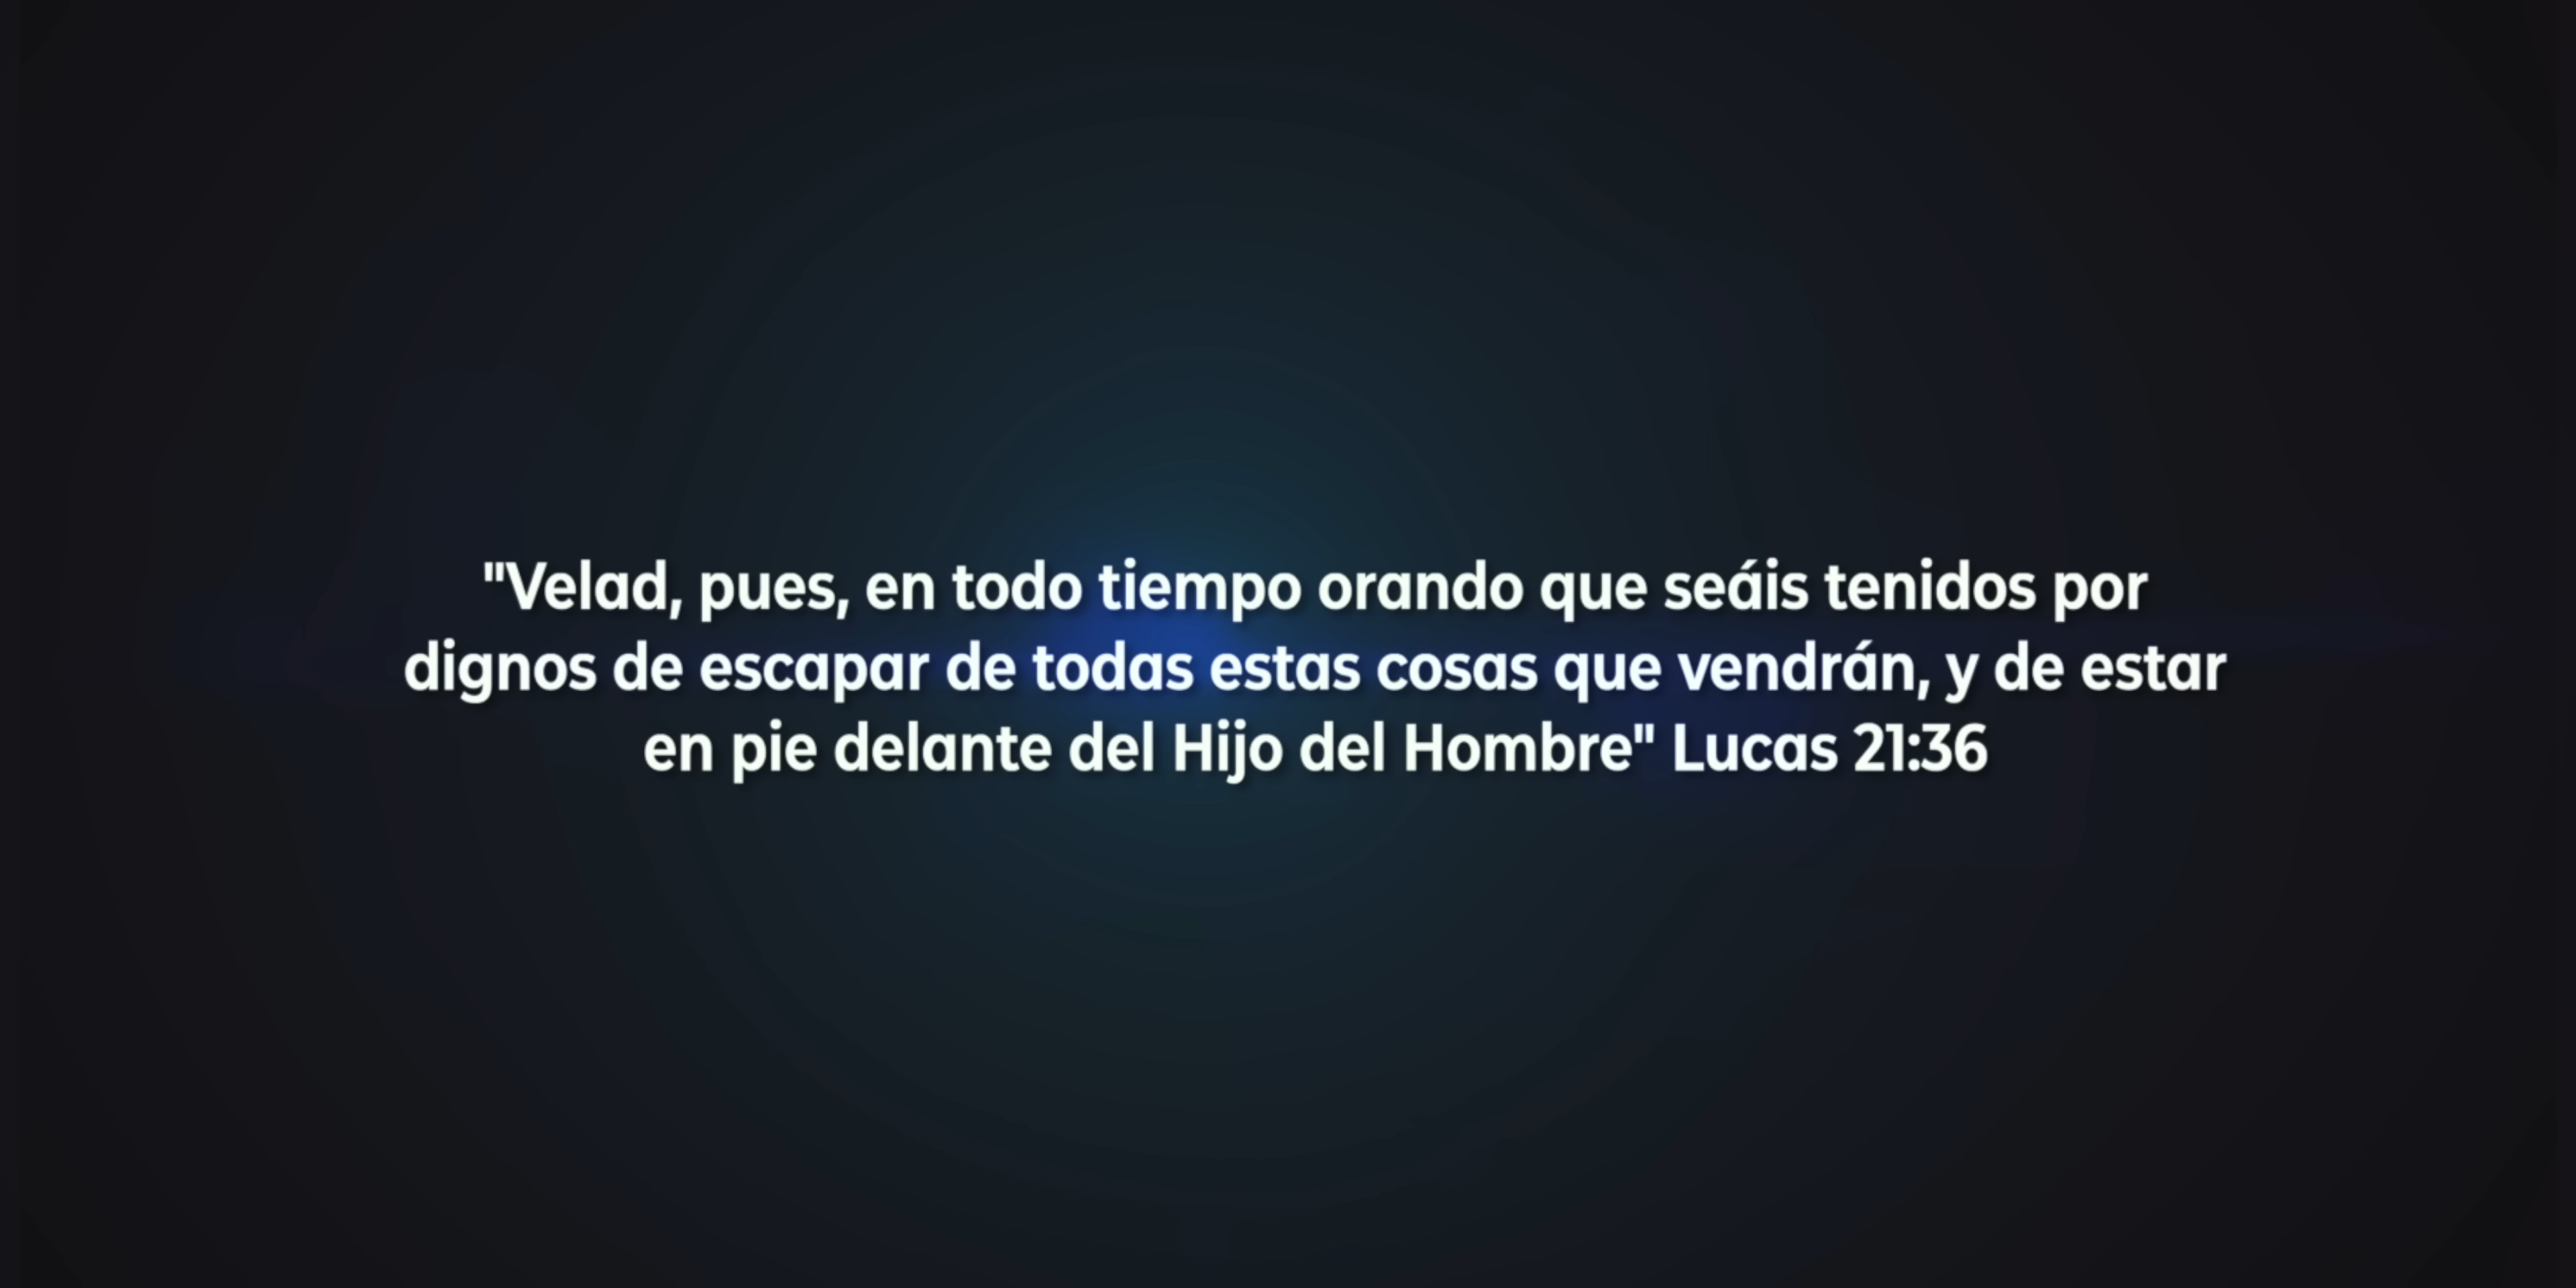 "Velad, pues, en todo tiempo orando que seáis tenidos por
dignos de escapar de todas estas cosas que vendrán, y de estar
en pie delante del Hijo del Hombre" Lucas 21:36